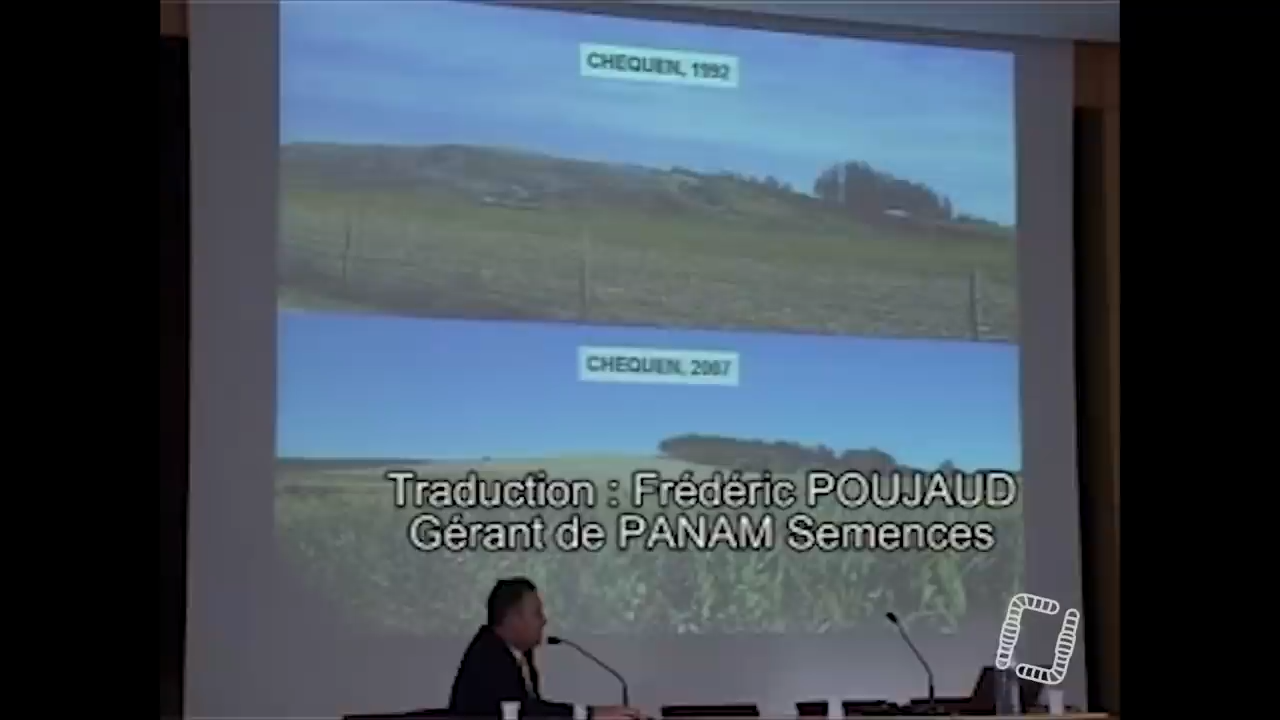 CHEQUEN, 1992
CHEQUEN, 2007
Traduction : Frédéric POUJAUD
Gérant de PANAM Semences